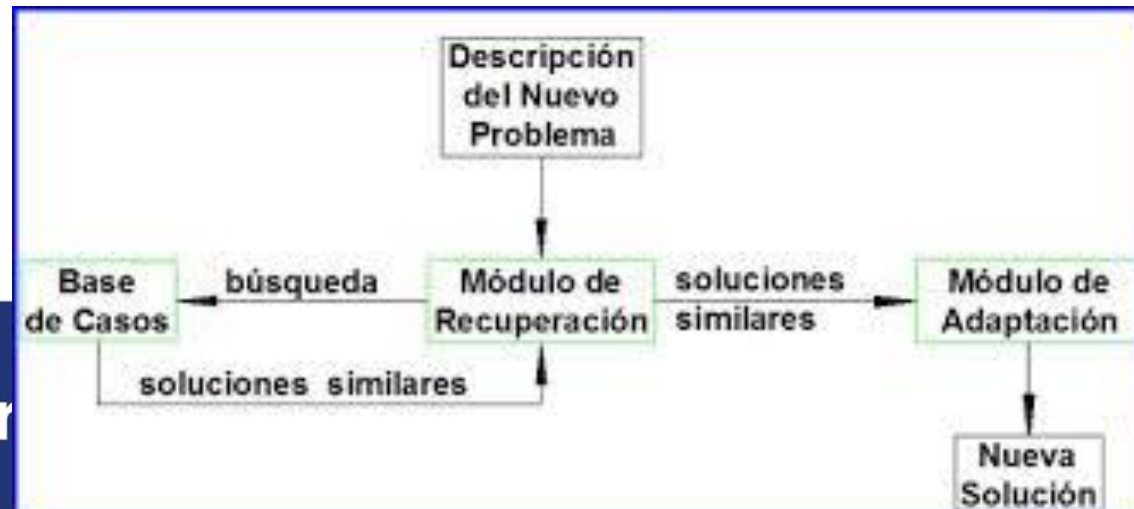 Descripción
del Nuevo
Problema
Base
de Casos
búsqueda
Módulo de
Recuperación
soluciones
similares
Módulo de
Adaptación
soluciones similares
Nueva
Solución